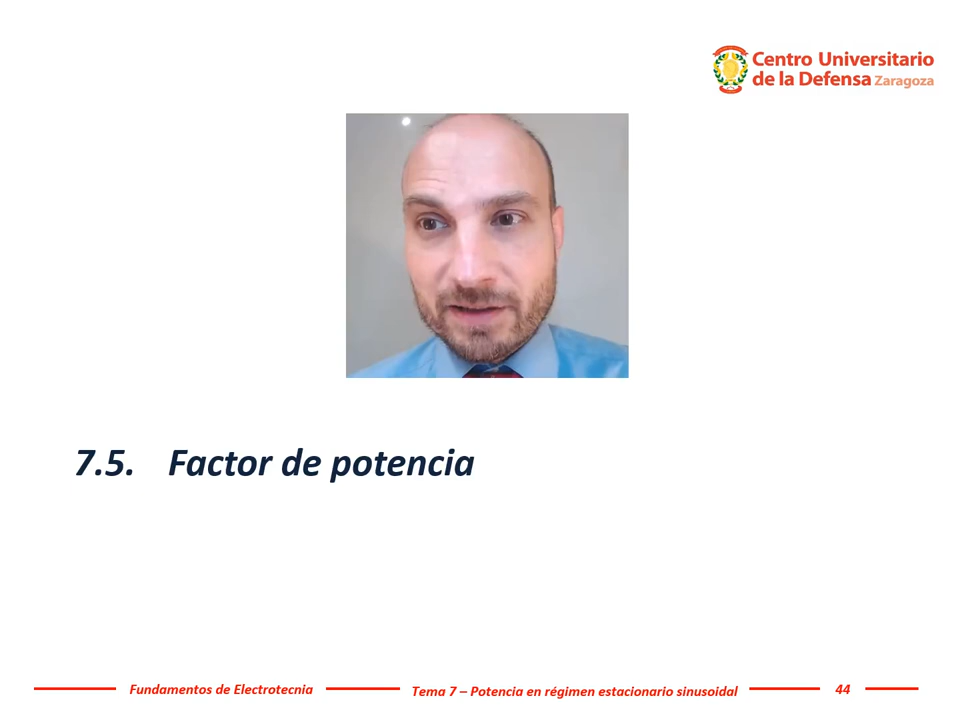 Centro Universitario
de la Defensa Zaragoza
7.5. Factor de potencia
Fundamentos de Electrotecnia
Tema 7 – Potencia en régimen estacionario sinusoidal
44